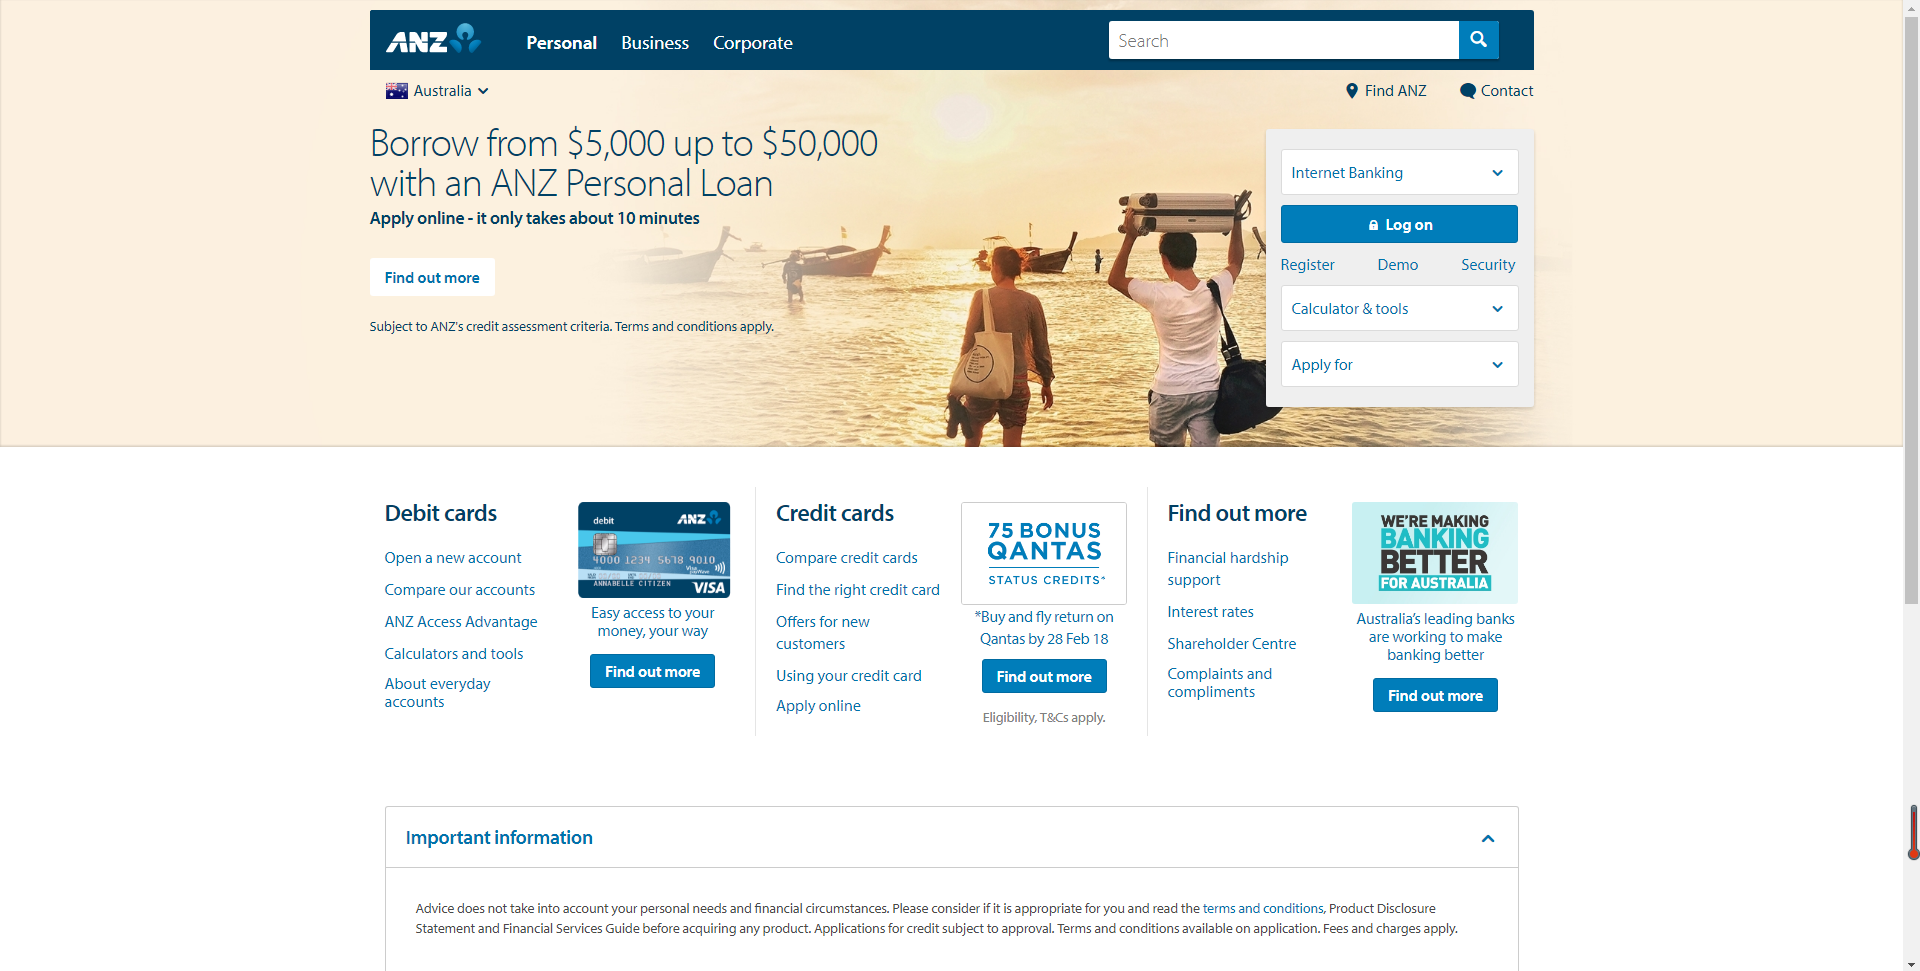 ANZ
Personal
Business
Corporate
Search
Australia
Find ANZ
Contact
Borrow from $5,000 up to $50,000
with an ANZ Personal Loan
Apply online - it only takes about 10 minutes
Find out more
Subject to ANZ's credit assessment criteria. Terms and conditions apply.
Internet Banking
Log on
Register
Demo
Security
Calculator & tools
Apply for
Debit cards
Open a new account
Compare our accounts
ANZ Access Advantage
Calculators and tools
About everyday
accounts
debit
ANZ
4000 1234 5678 9010
Visa
payWave
ANNABELLE CITIZEN
VISA
Easy access to your
money, your way
Find out more
Credit cards
Compare credit cards
Find the right credit card
Offers for new
customers
Using your credit card
Apply online
75 BONUS
QANTAS
STATUS CREDITS*
*Buy and fly return on
Qantas by 28 Feb 18
Find out more
Eligibility, T&Cs apply.
Find out more
Financial hardship
support
Interest rates
Shareholder Centre
Complaints and
compliments
WE'RE MAKING
BANKING
BETTER
FOR AUSTRALIA
Australia's leading banks
are working to make
banking better
Find out more
Important information
Advice does not take into account your personal needs and financial circumstances. Please consider if it is appropriate for you and read the terms and conditions, Product Disclosure
Statement and Financial Services Guide before acquiring any product. Applications for credit subject to approval. Terms and conditions available on application. Fees and charges apply.